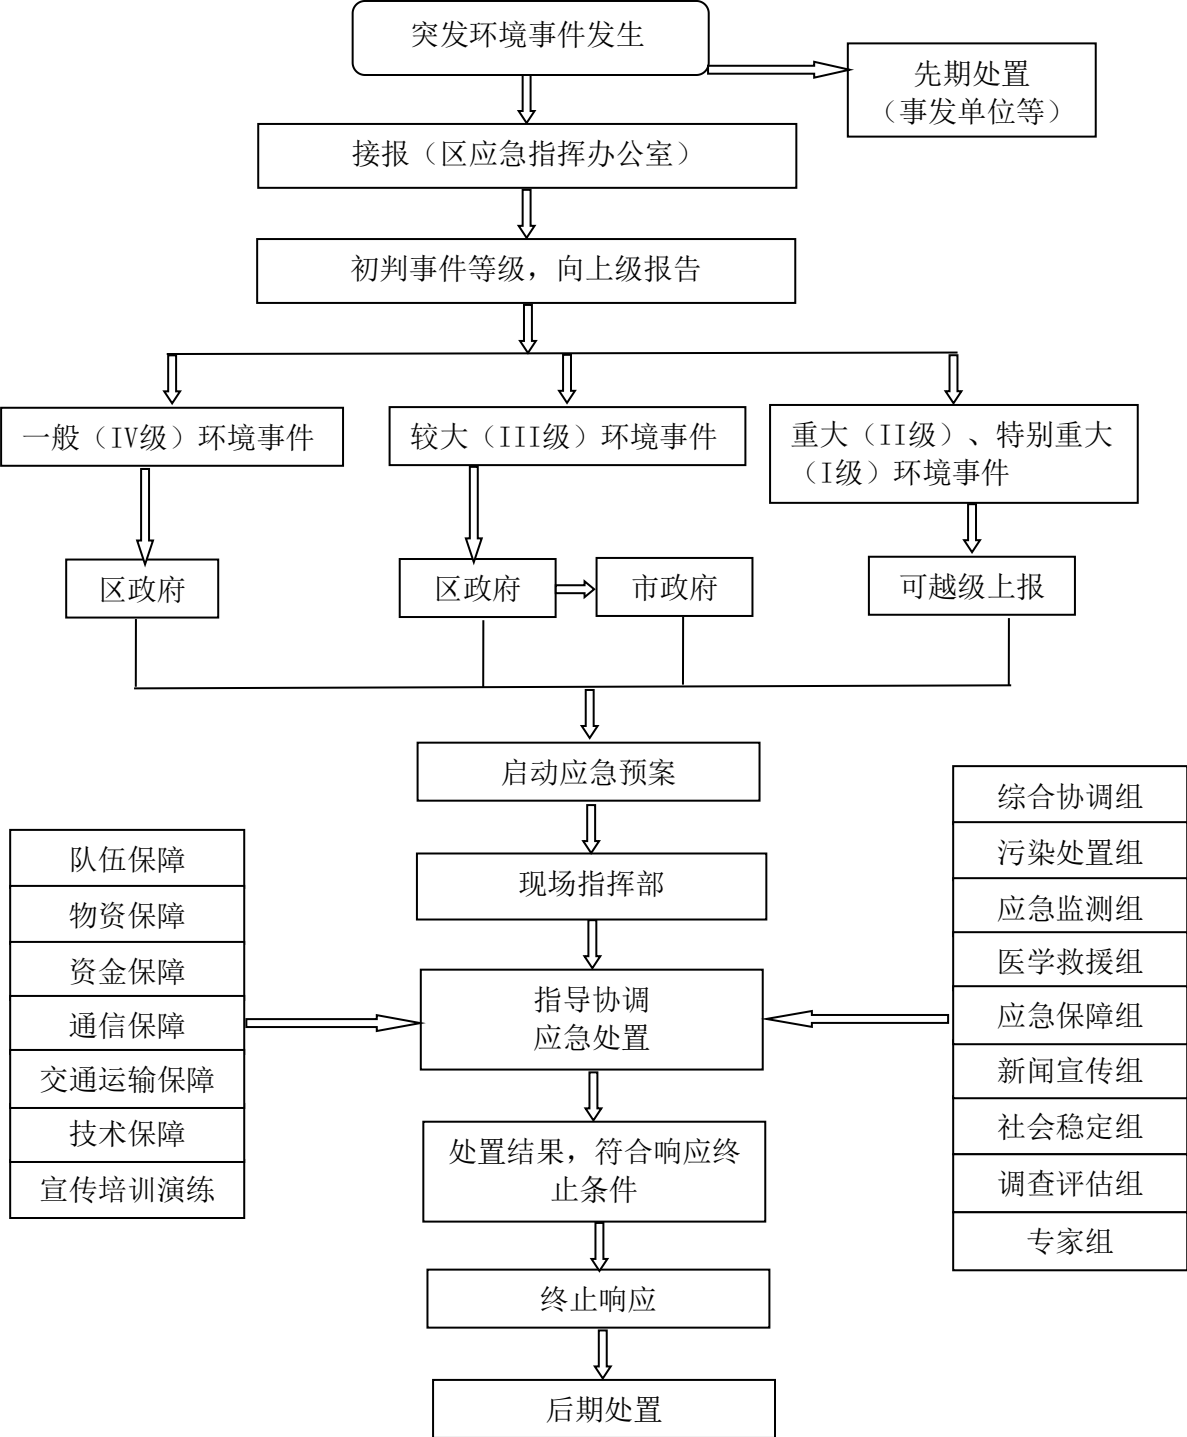 突发环境事件发生
先期处置
（事发单位等）
接报（区应急指挥办公室）
初判事件等级，向上级报告
一般（IV级）环境事件
较大（III级）环境事件
重大（II级）、特别重大
（I级）环境事件
区政府
区政府
市政府
可越级上报
启动应急预案
现场指挥部
指导协调
应急处置
处置结果，符合响应终
止条件
终止响应
后期处置
队伍保障
物资保障
资金保障
通信保障
交通运输保障
技术保障
宣传培训演练
综合协调组
污染处置组
应急监测组
医学救援组
应急保障组
新闻宣传组
社会稳定组
调查评估组
专家组